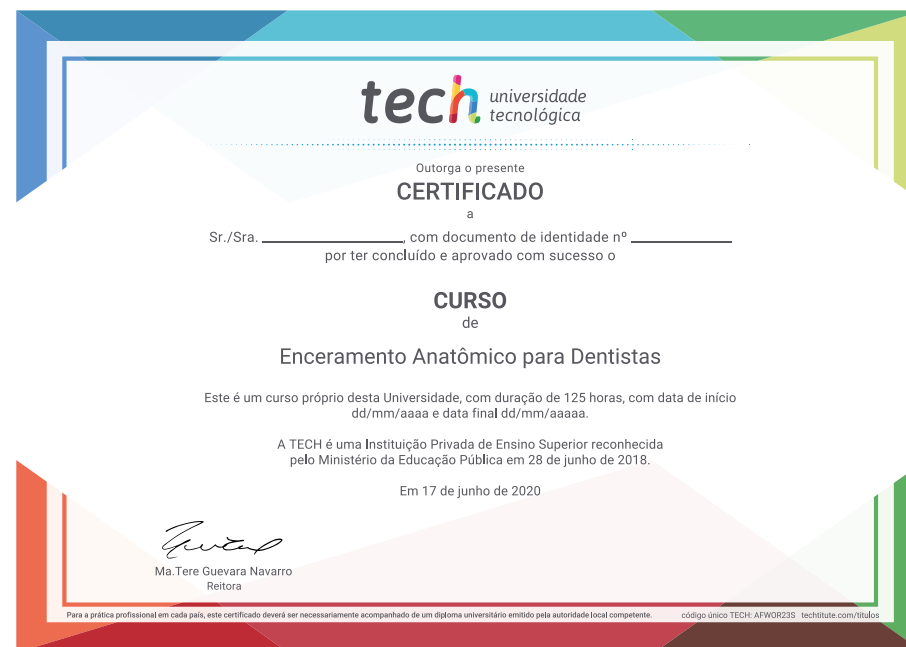 tech universidade
tecnológica
Outorga o presente
CERTIFICADO
a
Sr./Sra. ____________, com documento de identidade nº ____________
por ter concluído e aprovado com sucesso o
CURSO
de
Enceramento Anatômico para Dentistas
Este é um curso próprio desta Universidade, com duração de 125 horas, com data de início
dd/mm/aaaa e data final dd/mm/aaaaa.
A TECH é uma Instituição Privada de Ensino Superior reconhecida
pelo Ministério da Educação Pública em 28 de junho de 2018.
Em 17 de junho de 2020
Ma.Tere Guevara Navarro
Reitora
Para a prática profissional em cada país, este certificado deverá ser necessariamente acompanhado de um diploma universitário emitido pela autoridade local competente. código único TECH: AFWOR23S techtitute.com/titulos